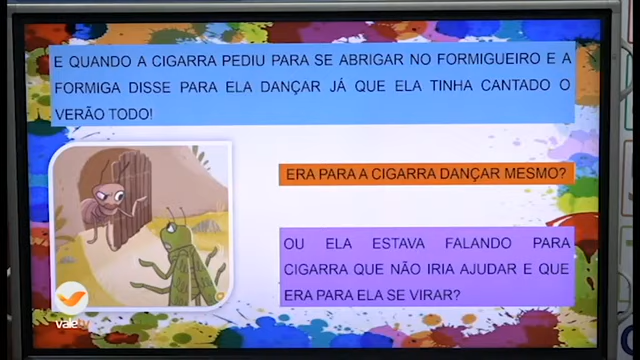 E QUANDO A CIGARRA PEDIU PARA SE ABRIGAR NO FORMIGUEIRO E A
FORMIGA DISSE PARA ELA DANÇAR JÁ QUE ELA TINHA CANTADO O
VERÃO TODO!
ERA PARA A CIGARRA DANÇAR MESMO?
OU ELA ESTAVA FALANDO PARA
CIGARRA QUE NÃO IRIA AJUDAR E QUE
ERA PARA ELA SE VIRAR?
valetv